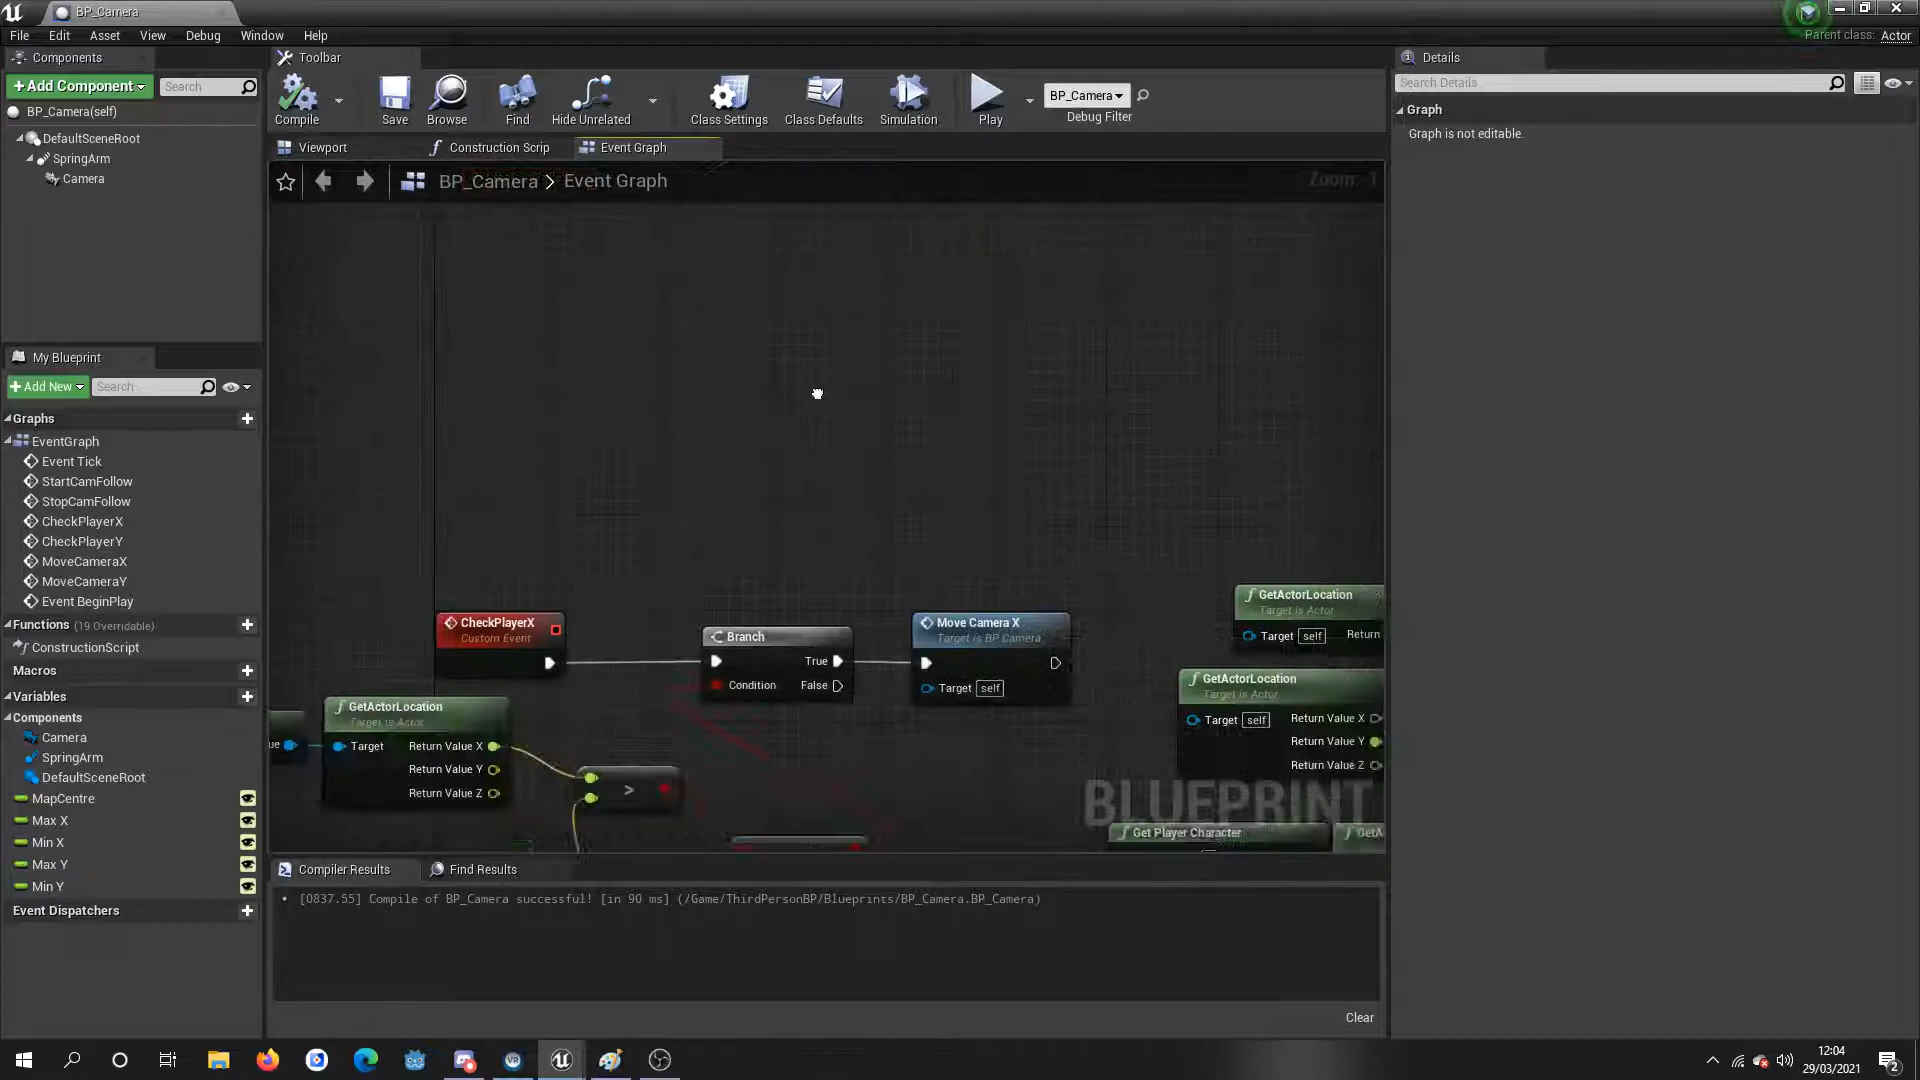 BP_Camera
File Edit Asset View Debug Window Help
Parent class: Actor
Components
+Add Component
Search
BP_Camera(self)
DefaultSceneRoot
SpringArm
Camera
Toolbar
Compile
Save
Browse
Find
Hide Unrelated
Class Settings
Class Defaults
Simulation
Play
BP_Camera
Debug Filter
Viewport
Construction Scrip
Event Graph
BP_Camera > Event Graph
Zoom -1
Details
Search Details
Graph
Graph is not editable.
My Blueprint
+Add New
Search
Graphs
EventGraph
Event Tick
StartCamFollow
StopCamFollow
CheckPlayerX
CheckPlayerY
MoveCameraX
MoveCameraY
Event BeginPlay
Functions (19 Overridable)
ConstructionScript
Macros
Variables
Components
Camera
SpringArm
DefaultSceneRoot
MapCentre
Max X
Min X
Max Y
Min Y
Event Dispatchers
CheckPlayerX
Custom Event
Branch
True
Condition
False
Move Camera X
Target is BP Camera
Target self
GetActorLocation
Target is Actor
Target self
Return
GetActorLocation
Target is Actor
Target self
Return Value X
Return Value Y
Return Value Z
ue
GetActorLocation
Target is Actor
Target
Return Value X
Return Value Y
Return Value Z
>
BLUEPRINT
Get Player Character
GetA
Compiler Results
Find Results
[0837.55] Compile of BP_Camera successful! [in 90 ms] (/Game/ThirdPersonBP/Blueprints/BP_Camera.BP_Camera)
Clear
12:04
29/03/2021
2